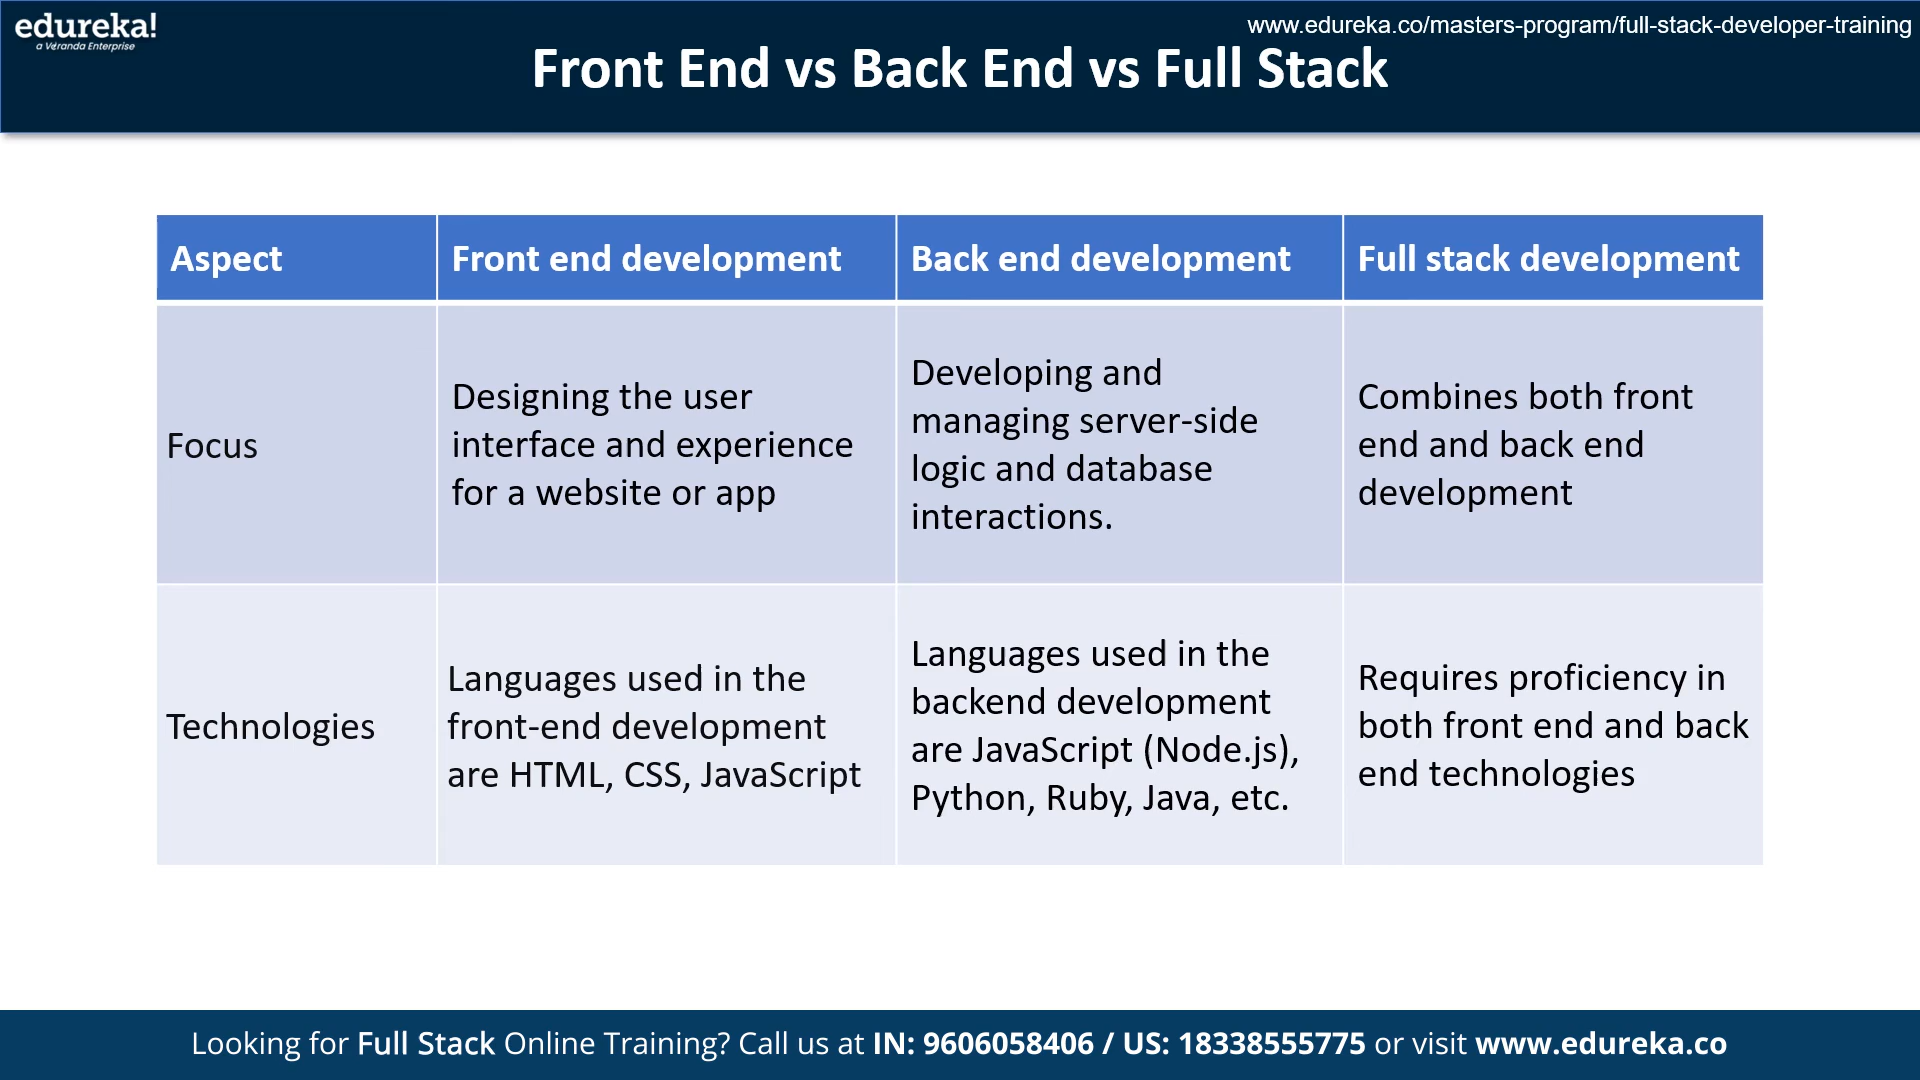 edureka!
a Veranda Enterprise
www.edureka.co/masters-program/full-stack-developer-training
Front End vs Back End vs Full Stack
Aspect
Front end development
Back end development
Full stack development
Focus
Designing the user
interface and experience
for a website or app
Developing and
managing server-side
logic and database
interactions.
Combines both front
end and back end
development
Technologies
Languages used in the
front-end development
are HTML, CSS, JavaScript
Languages used in the
backend development
are JavaScript (Node.js),
Python, Ruby, Java, etc.
Requires proficiency in
both front end and back
end technologies
Looking for Full Stack Online Training? Call us at IN: 9606058406 / US: 18338555775 or visit www.edureka.co